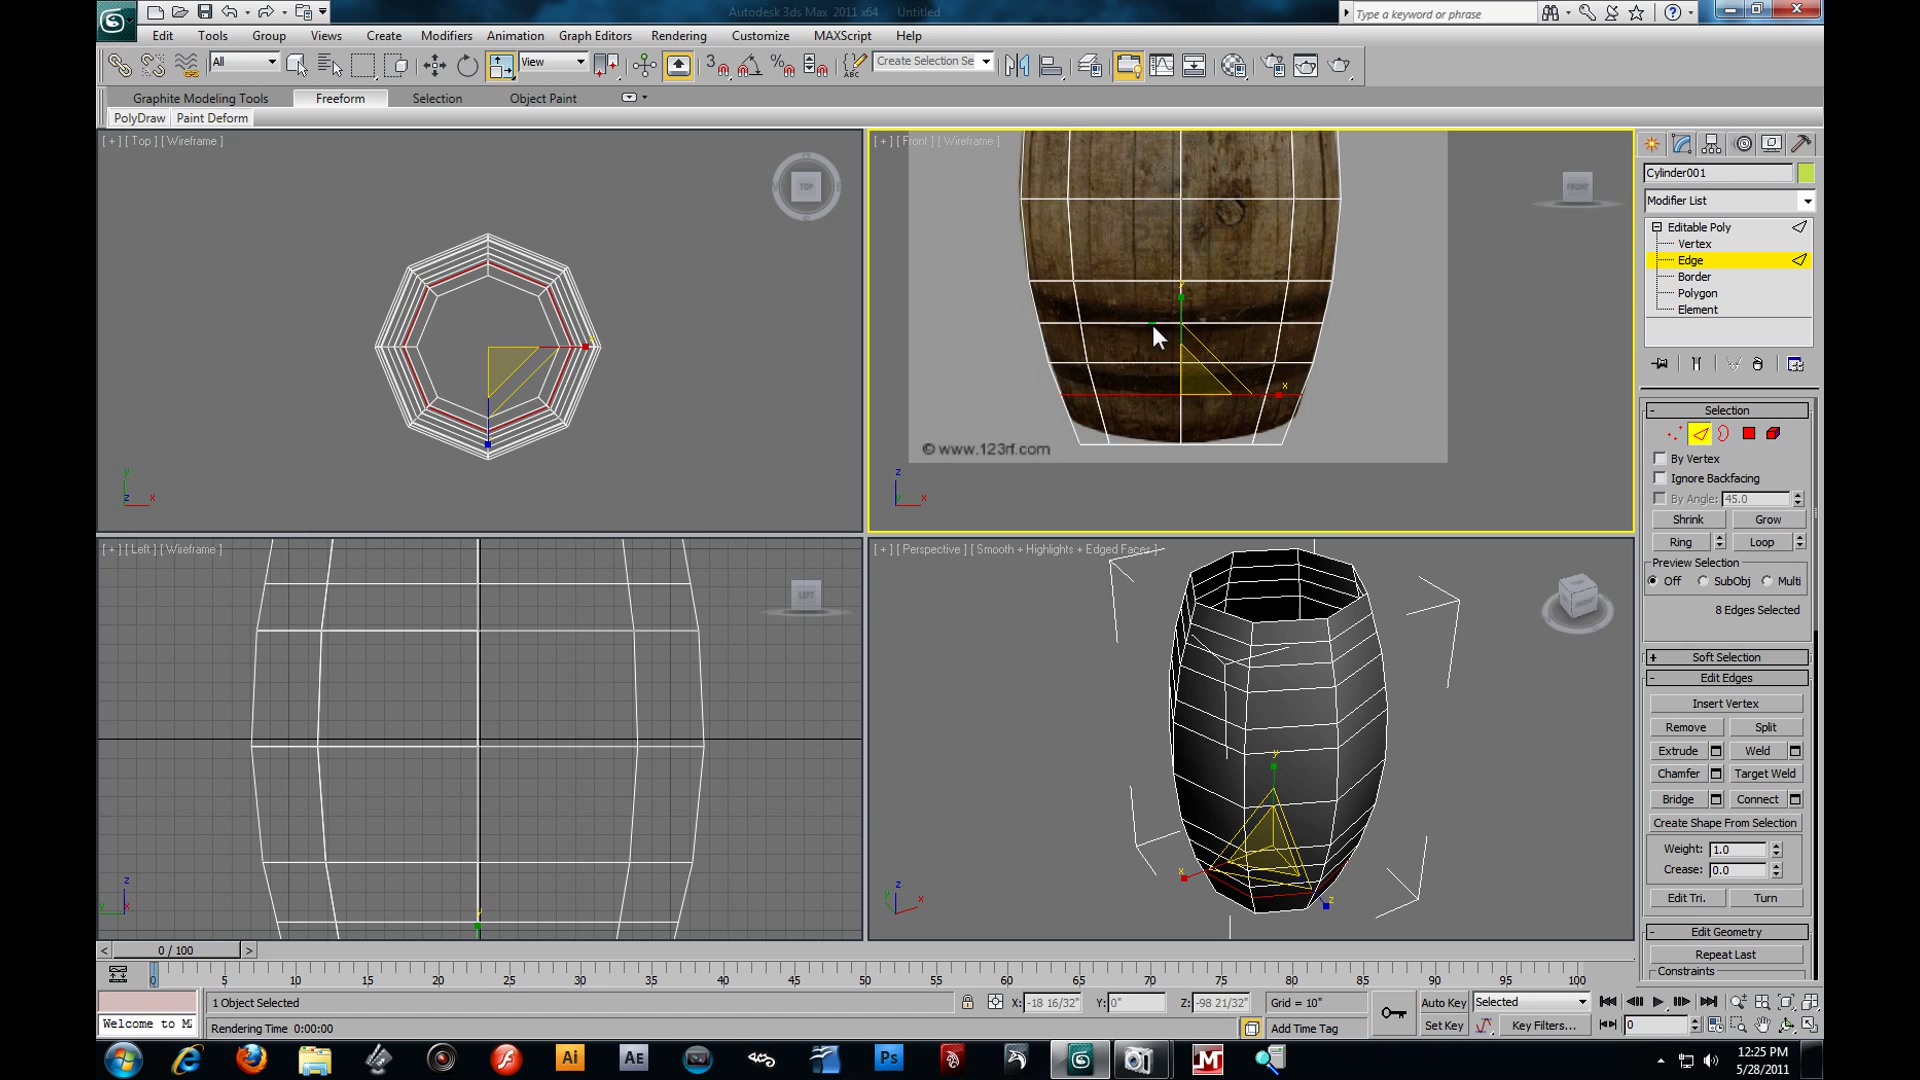 Autodesk 3ds Max 2011 x64    Untitled
Type a keyword or phrase
Edit Tools Group Views Create Modifiers Animation Graph Editors Rendering Customize MAXScript Help
All
View
3
Create Selection Se
Graphite Modeling Tools Freeform Selection Object Paint
PolyDraw Paint Deform
[ + ] [ Top ] [ Wireframe ]
[ + ] [ Front ] [ Wireframe ]
TOP
FRONT
© www.123rf.com
[ + ] [ Left ] [ Wireframe ]
[ + ] [ Perspective ] [ Smooth + Highlights + Edged Faces ]
LEFT
Cylinder001
Modifier List
Editable Poly
Vertex
Edge
Border
Polygon
Element
Selection
By Vertex
Ignore Backfacing
By Angle: 45.0
Shrink Grow
Ring Loop
Preview Selection
Off SubObj Multi
8 Edges Selected
Soft Selection
Edit Edges
Insert Vertex
Remove Split
Extrude Weld
Chamfer Target Weld
Bridge Connect
Create Shape From Selection
Weight: 1.0
Crease: 0.0
Edit Tri. Turn
Edit Geometry
Repeat Last
Constraints
0 / 100
0 5 10 15 20 25 30 35 40 45 50 55 60 65 70 75 80 85 90 95 100
1 Object Selected X: -18 16/32" Y: 0" Z: -98 21/32" Grid = 10" Auto Key Selected
Welcome to M
Rendering Time 0:00:00 Add Time Tag Set Key Key Filters... 0
Ai AE Ps M
12:25 PM
5/28/2011